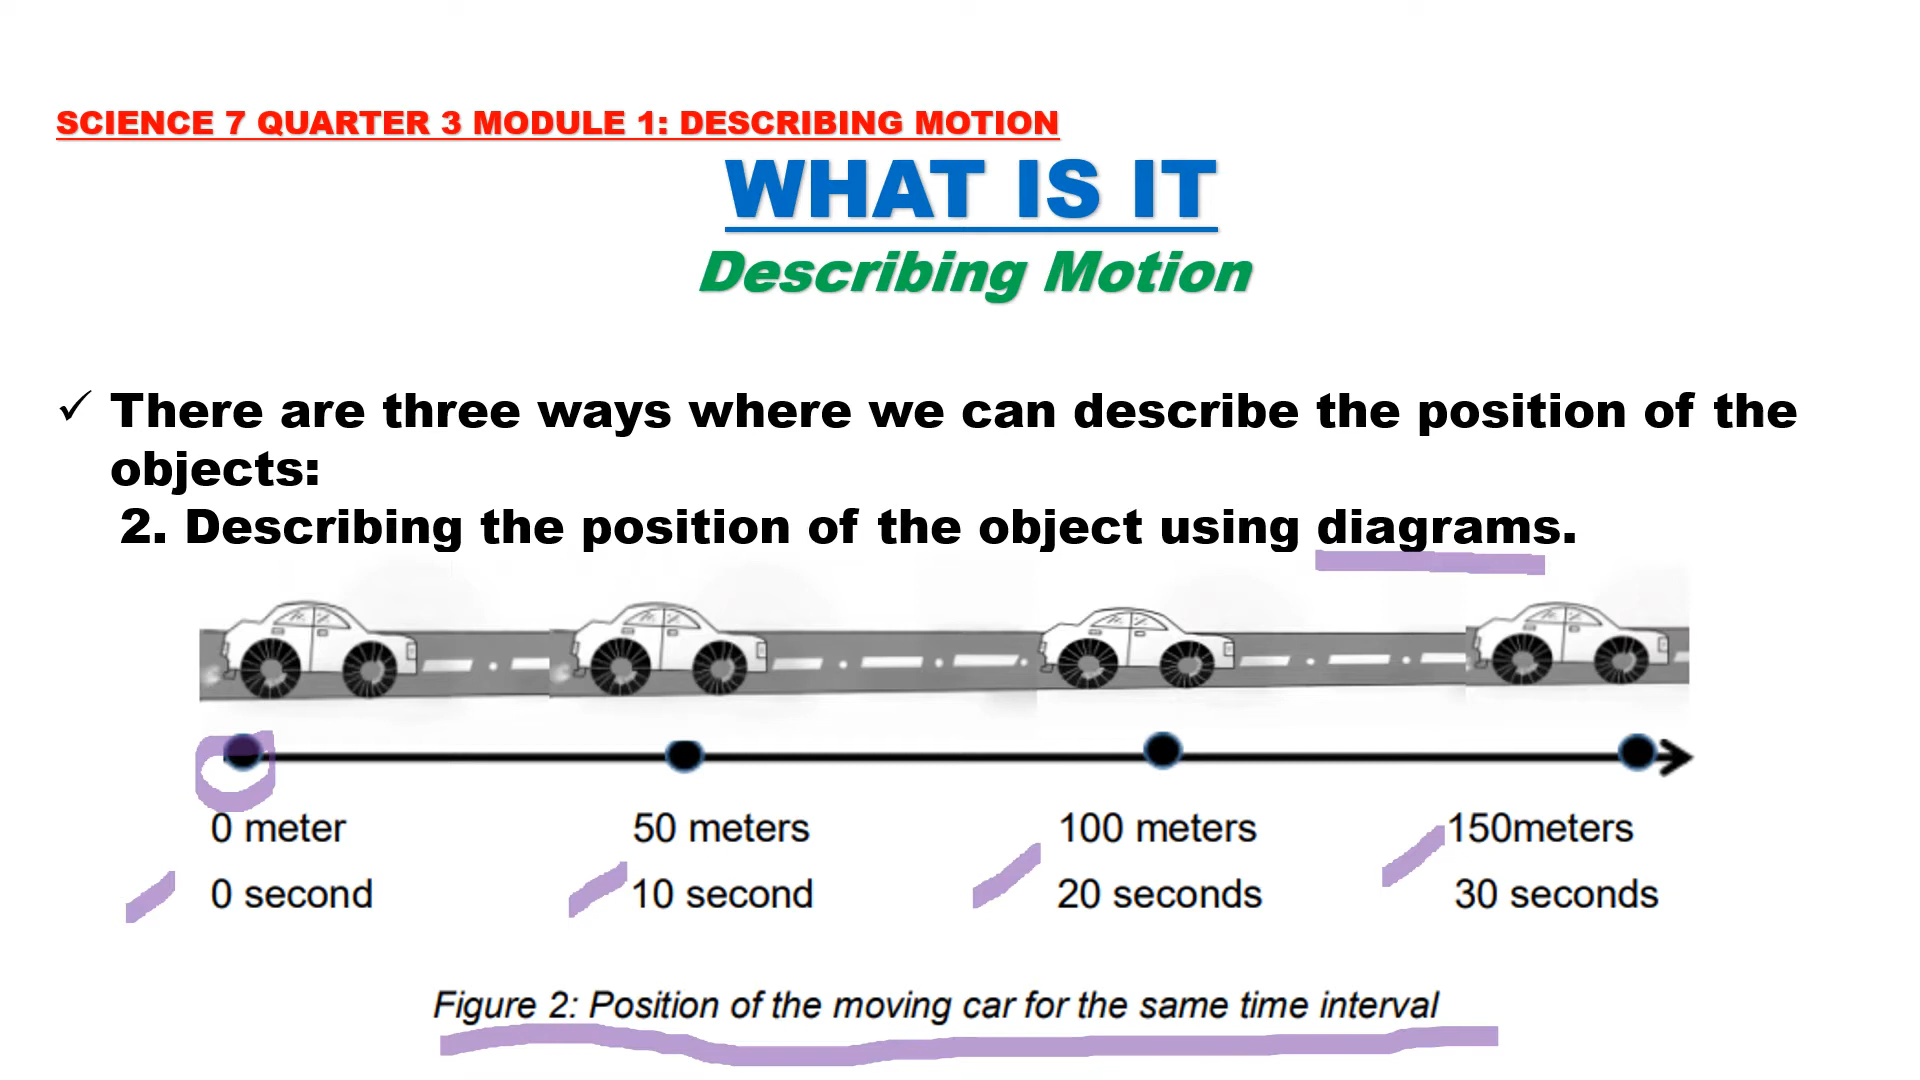 SCIENCE 7 QUARTER 3 MODULE 1: DESCRIBING MOTION
WHAT IS IT
Describing Motion
✓ There are three ways where we can describe the position of the
objects:
2. Describing the position of the object using diagrams.
0 meter 50 meters 100 meters 150meters
0 second 10 second 20 seconds 30 seconds
Figure 2: Position of the moving car for the same time interval